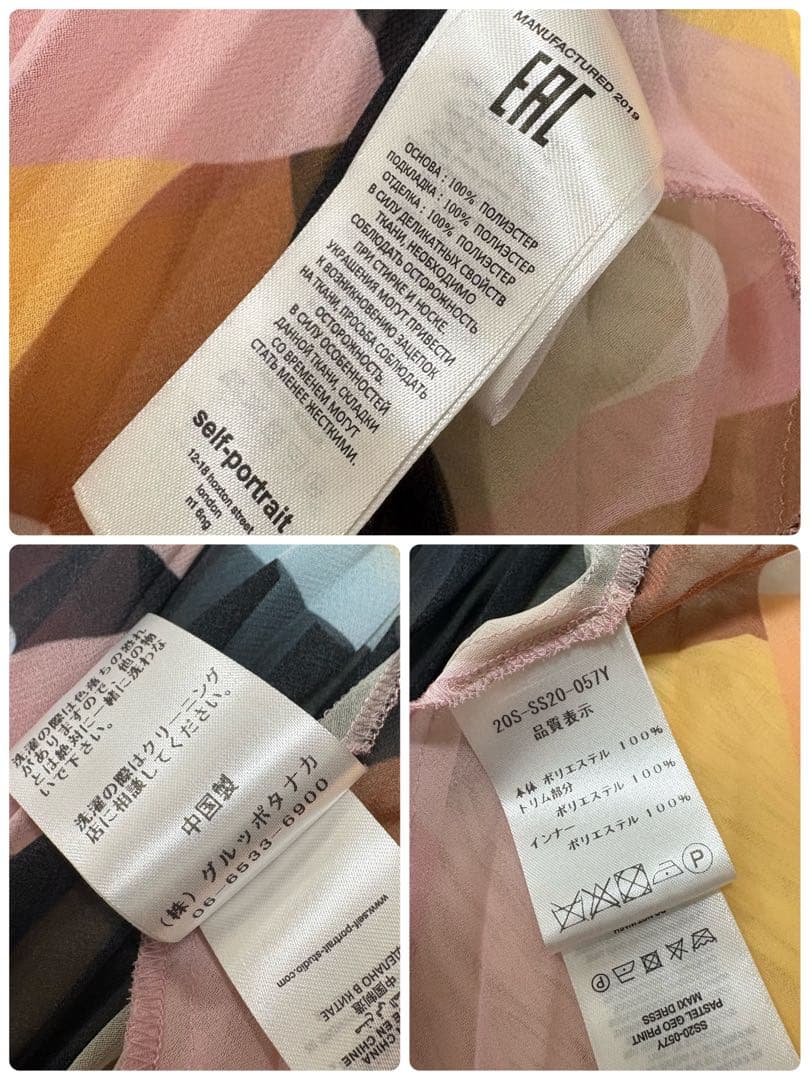 MANUFACTURED 2019
EAC
ОСНОВА : 100% ПОЛИЭСТЕР
ПОДКЛАДКА : 100% ПОЛИЭСТЕР
ОТДЕЛКА : 100% ПОЛИЭСТЕР
В СИЛУ ДЕЛИКАТНЫХ СВОЙСТВ
ТКАНИ, НЕОБХОДИМО
СОБЛЮДАТЬ ОСТОРОЖНОСТЬ
ПРИ СТИРКЕ И НОСКЕ.
УКРАШЕНИЯ МОГУТ ПРИВЕСТИ
К ВОЗНИКНОВЕНИЮ ЗАЦЕПОК
НА ТКАНИ, ПРОСЬБА СОБЛЮДАТЬ
ОСТОРОЖНОСТЬ.
В СИЛУ ОСОБЕННОСТЕЙ
ДАННОЙ ТКАНИ, СКЛАДКИ
СО ВРЕМЕНЕМ МОГУТ
СТАТЬ МЕНЕЕ ЖЕСТКИМИ.
self-portrait
12-18 hoxton street
london
n1 6ng
洗濯の際は色落ちの恐れ
がありますので、他の物
とは絶対に一緒に洗わな
いで下さい。
洗濯の際はクリーニング
店に相談してください。
中国製
(株) グルッポタナカ
06-6533-6900
www.self-portrait-studio.com
СДЕЛАНО В КИТАЕ
中国制造
EN CHINE
CHINA
20S-SS20-057Y
品質表示
本体 ポリエステル 100%
トリム部分
ポリエステル 100%
インナー
ポリエステル 100%
P
P
SS20-057Y
PASTEL GEO PRINT
MAXI DRESS